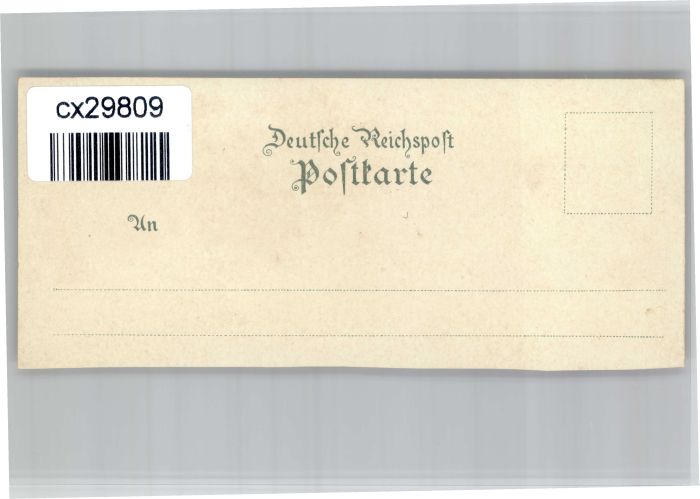 cx29809
Deutſche Reichspoſt
Poſtkarte
An